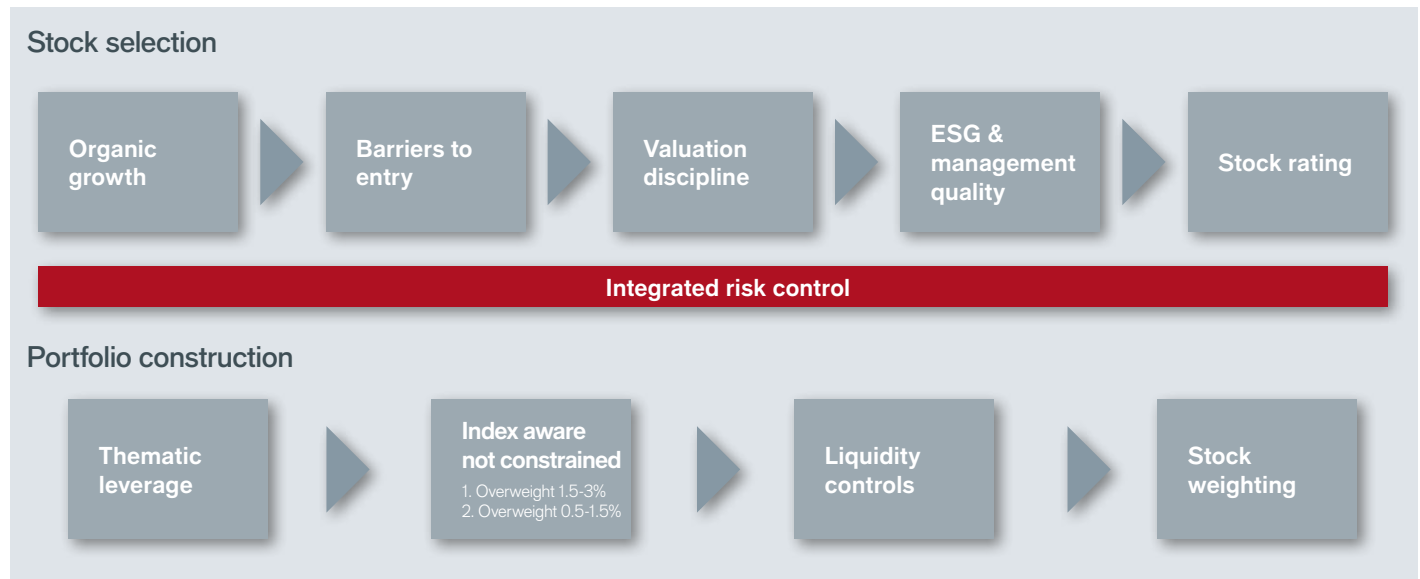 Stock selection
Organic
growth
Barriers to
entry
Valuation
discipline
ESG &
management
quality
Stock rating
Integrated risk control
Portfolio construction
Thematic
leverage
Index aware
not constrained
1. Overweight 1.5-3%
2. Overweight 0.5-1.5%
Liquidity
controls
Stock
weighting